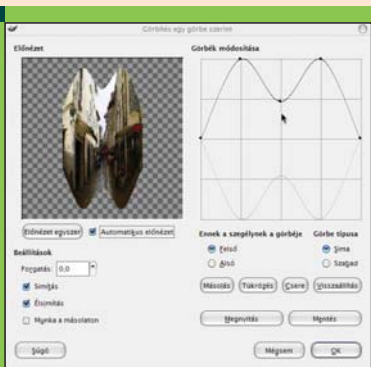 Görbítés egy görbe szerint
Előnézet
Görbék módosítása
Előnézet egyszer
Automatikus előnézet
Beállítások
Forgatás: 0,0
Simítás
Élsimítás
Munka a másolaton
Ennek a szegélynek a görbéje
Felső
Alsó
Görbe típusa
Sima
Szabad
Másolás
Tükrözés
Csere
Visszaállítás
Megnyitás
Mentés
Súgó
Mégsem
OK